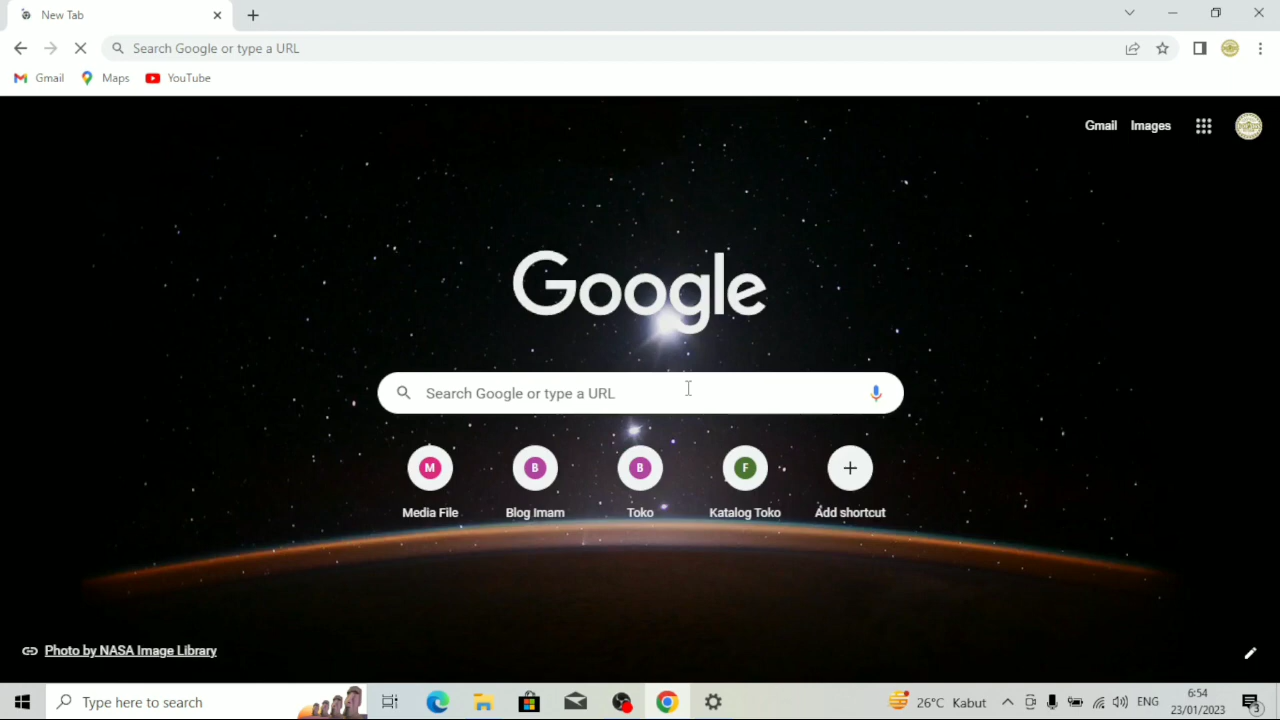 New Tab
Search Google or type a URL
Gmail
Maps
YouTube
Gmail
Images
Google
Search Google or type a URL
M
B
B
F
Media File
Blog Imam
Toko
Katalog Toko
Add shortcut
Photo by NASA Image Library
Type here to search
26°C Kabut
ENG
6:54
23/01/2023
3